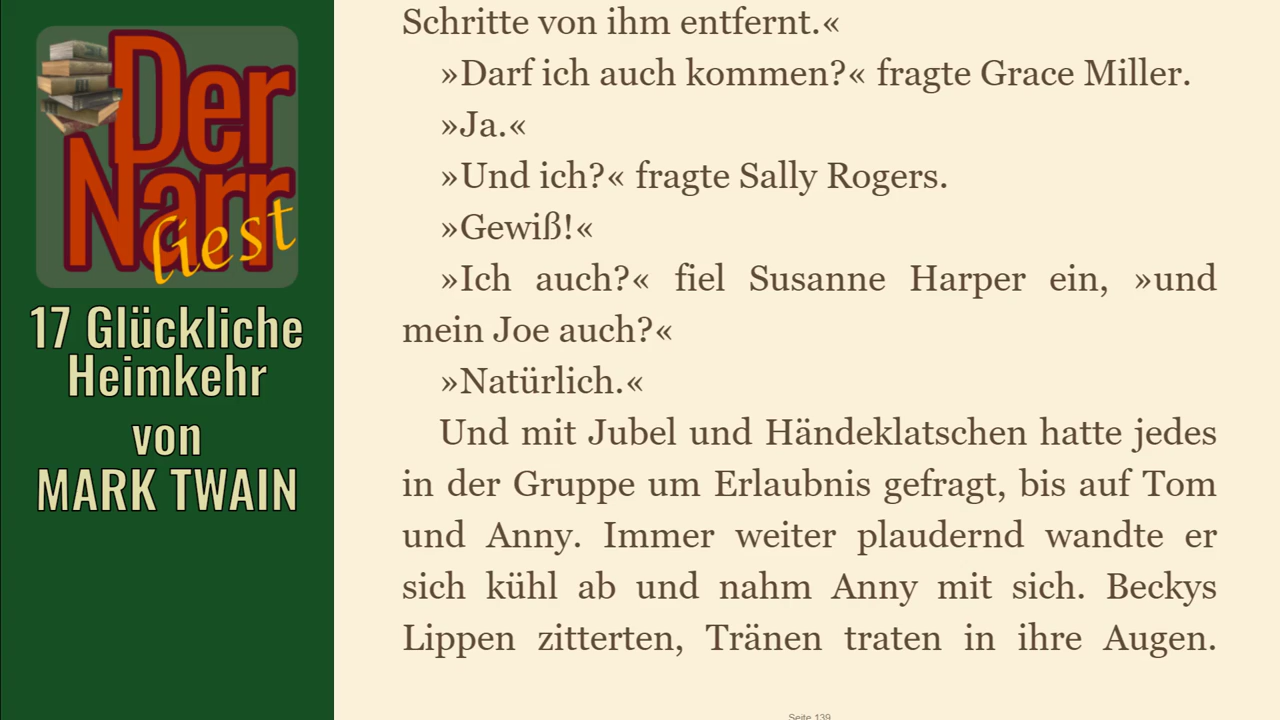 Der
Narr
liest
17 Glückliche
Heimkehr
von
MARK TWAIN
Schritte von ihm entfernt.«
»Darf ich auch kommen?« fragte Grace Miller.
»Ja.«
»Und ich?« fragte Sally Rogers.
»Gewiß!«
»Ich auch?« fiel Susanne Harper ein, »und
mein Joe auch?«
»Natürlich.«
Und mit Jubel und Händeklatschen hatte jedes
in der Gruppe um Erlaubnis gefragt, bis auf Tom
und Anny. Immer weiter plaudernd wandte er
sich kühl ab und nahm Anny mit sich. Beckys
Lippen zitterten, Tränen traten in ihre Augen.
Seite 139